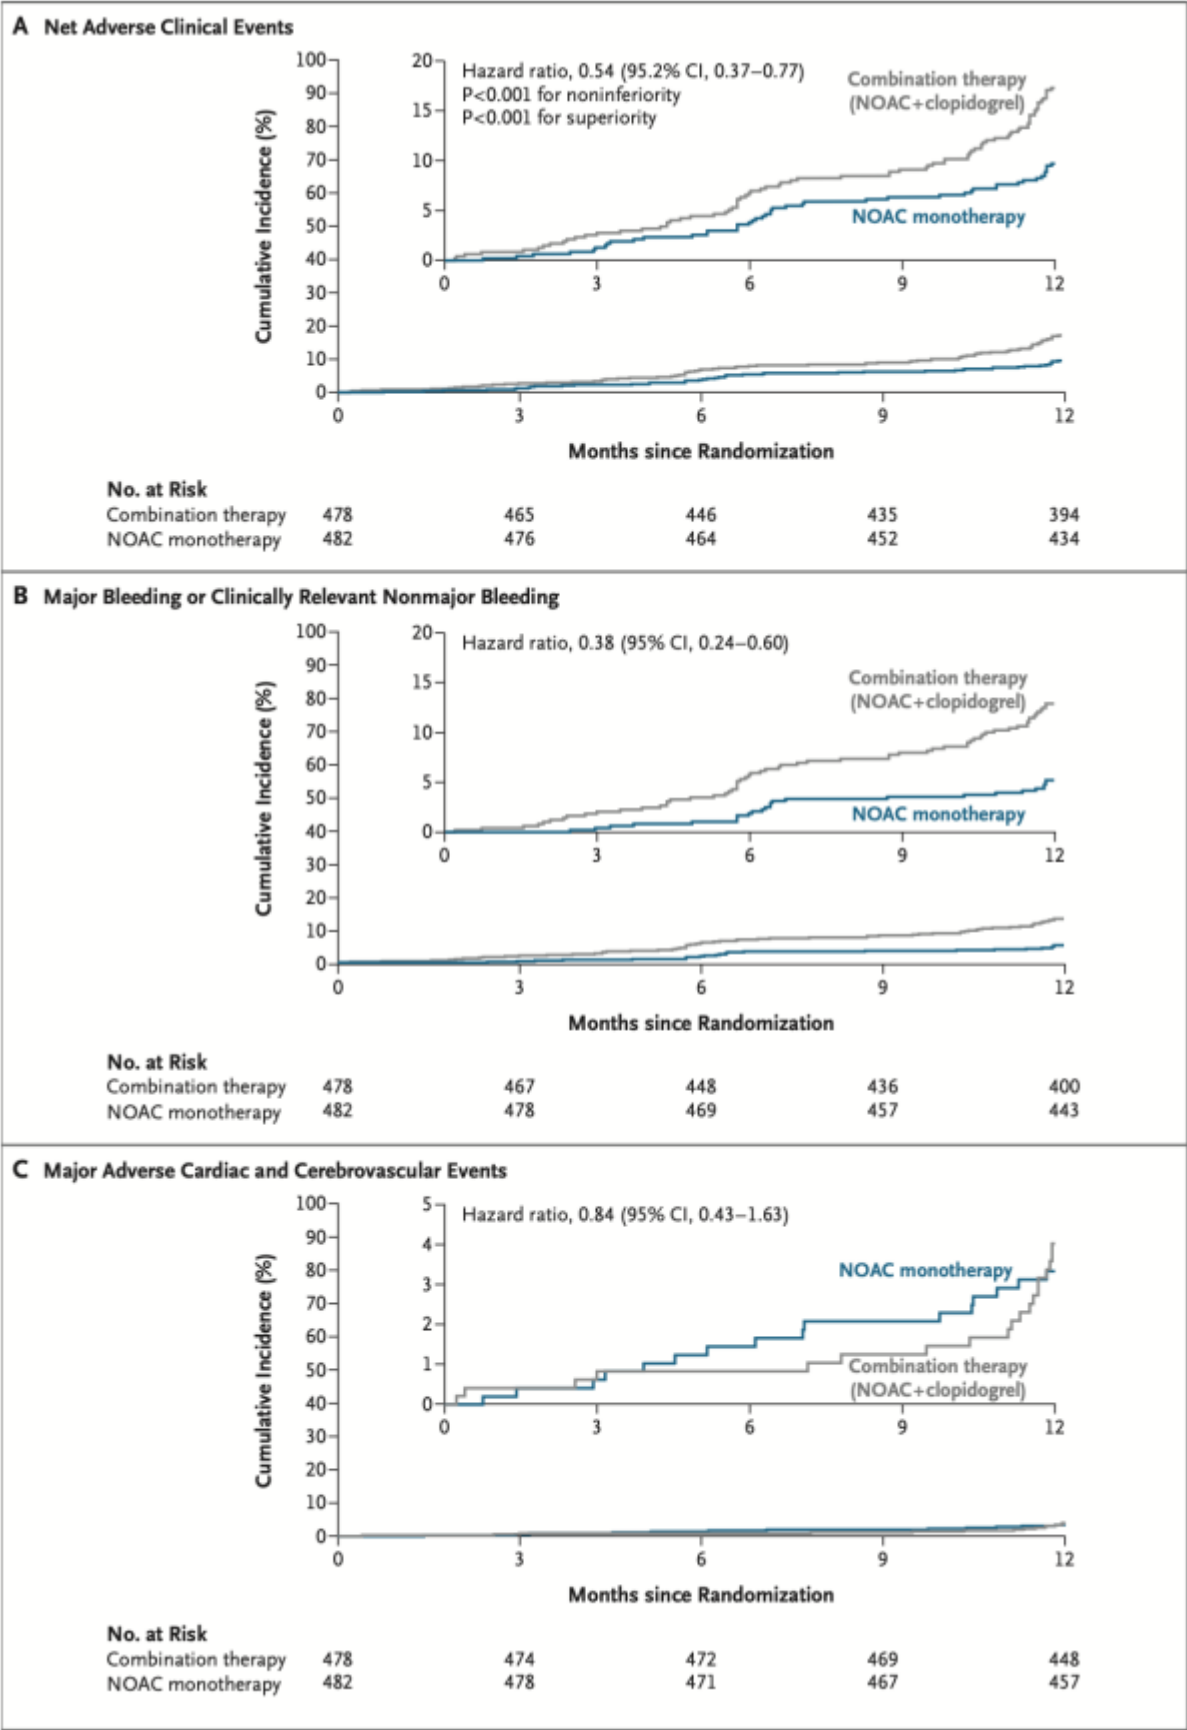 A Net Adverse Clinical Events
Cumulative Incidence (%)
100
90
80
70
60
50
40
30
20
10
0
20
15
10
5
0
Hazard ratio, 0.54 (95.2% CI, 0.37–0.77)
P<0.001 for noninferiority
P<0.001 for superiority
Combination therapy
(NOAC+clopidogrel)
NOAC monotherapy
0 3 6 9 12
0 3 6 9 12
Months since Randomization
No. at Risk
Combination therapy 478 465 446 435 394
NOAC monotherapy 482 476 464 452 434
B Major Bleeding or Clinically Relevant Nonmajor Bleeding
Cumulative Incidence (%)
100
90
80
70
60
50
40
30
20
10
0
20
15
10
5
0
Hazard ratio, 0.38 (95% CI, 0.24–0.60)
Combination therapy
(NOAC+clopidogrel)
NOAC monotherapy
0 3 6 9 12
0 3 6 9 12
Months since Randomization
No. at Risk
Combination therapy 478 467 448 436 400
NOAC monotherapy 482 478 469 457 443
C Major Adverse Cardiac and Cerebrovascular Events
Cumulative Incidence (%)
100
90
80
70
60
50
40
30
20
10
0
5
4
3
2
1
0
Hazard ratio, 0.84 (95% CI, 0.43–1.63)
NOAC monotherapy
Combination therapy
(NOAC+clopidogrel)
0 3 6 9 12
0 3 6 9 12
Months since Randomization
No. at Risk
Combination therapy 478 474 472 469 448
NOAC monotherapy 482 478 471 467 457